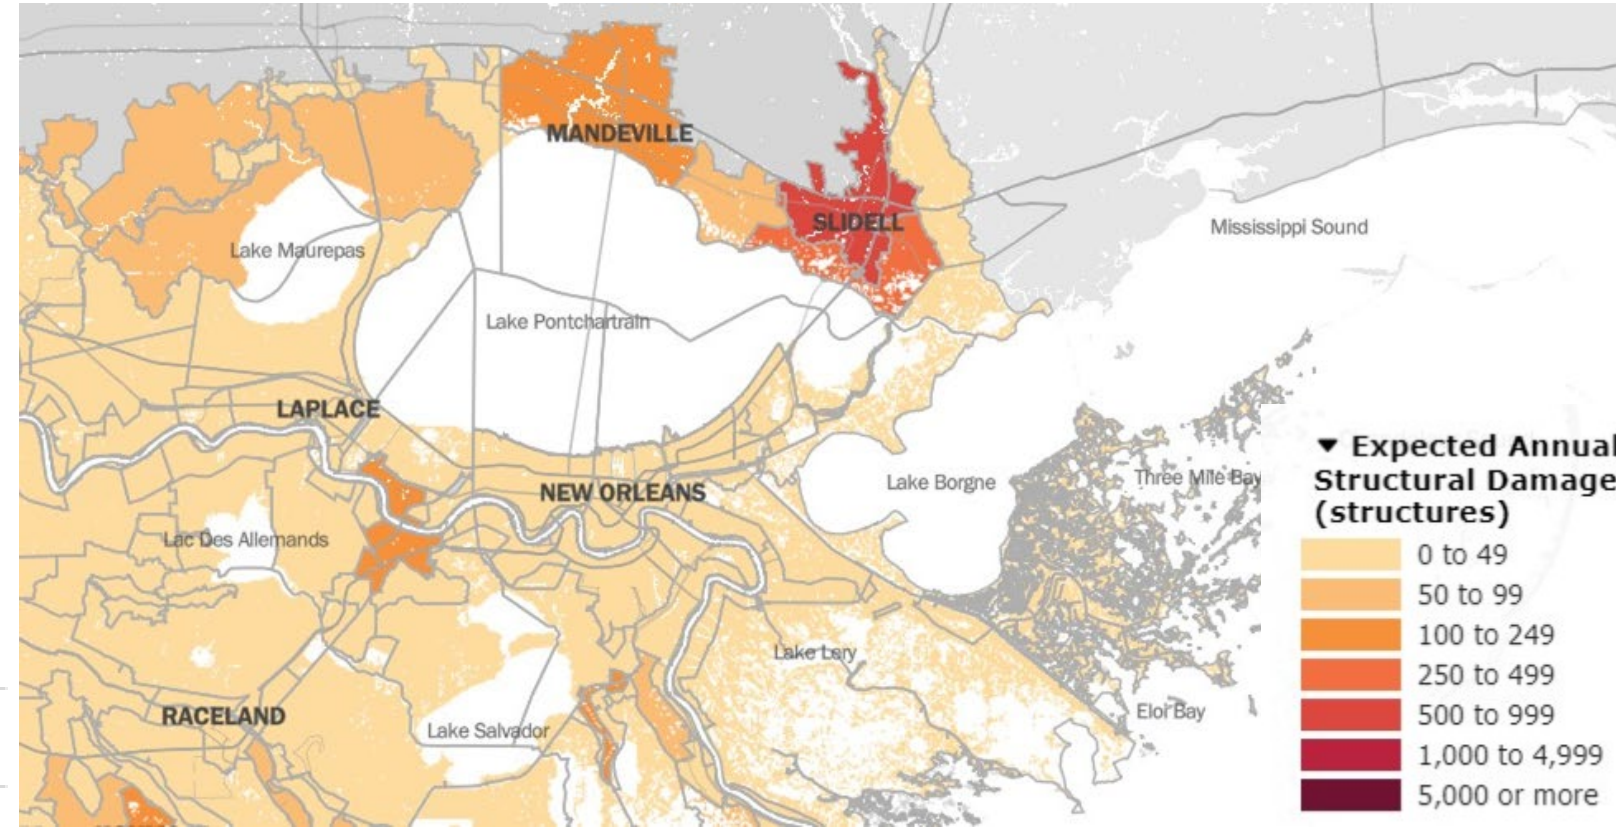 MANDEVILLE
SLIDELL
Mississippi Sound
Lake Maurepas
Lake Pontchartrain
LAPLACE
Lake Borgne
Three Mile Bay
NEW ORLEANS
Lac Des Allemands
Lake Lery
Eloi Bay
RACELAND
Lake Salvador
▼ Expected Annual
Structural Damage
(structures)
0 to 49
50 to 99
100 to 249
250 to 499
500 to 999
1,000 to 4,999
5,000 or more